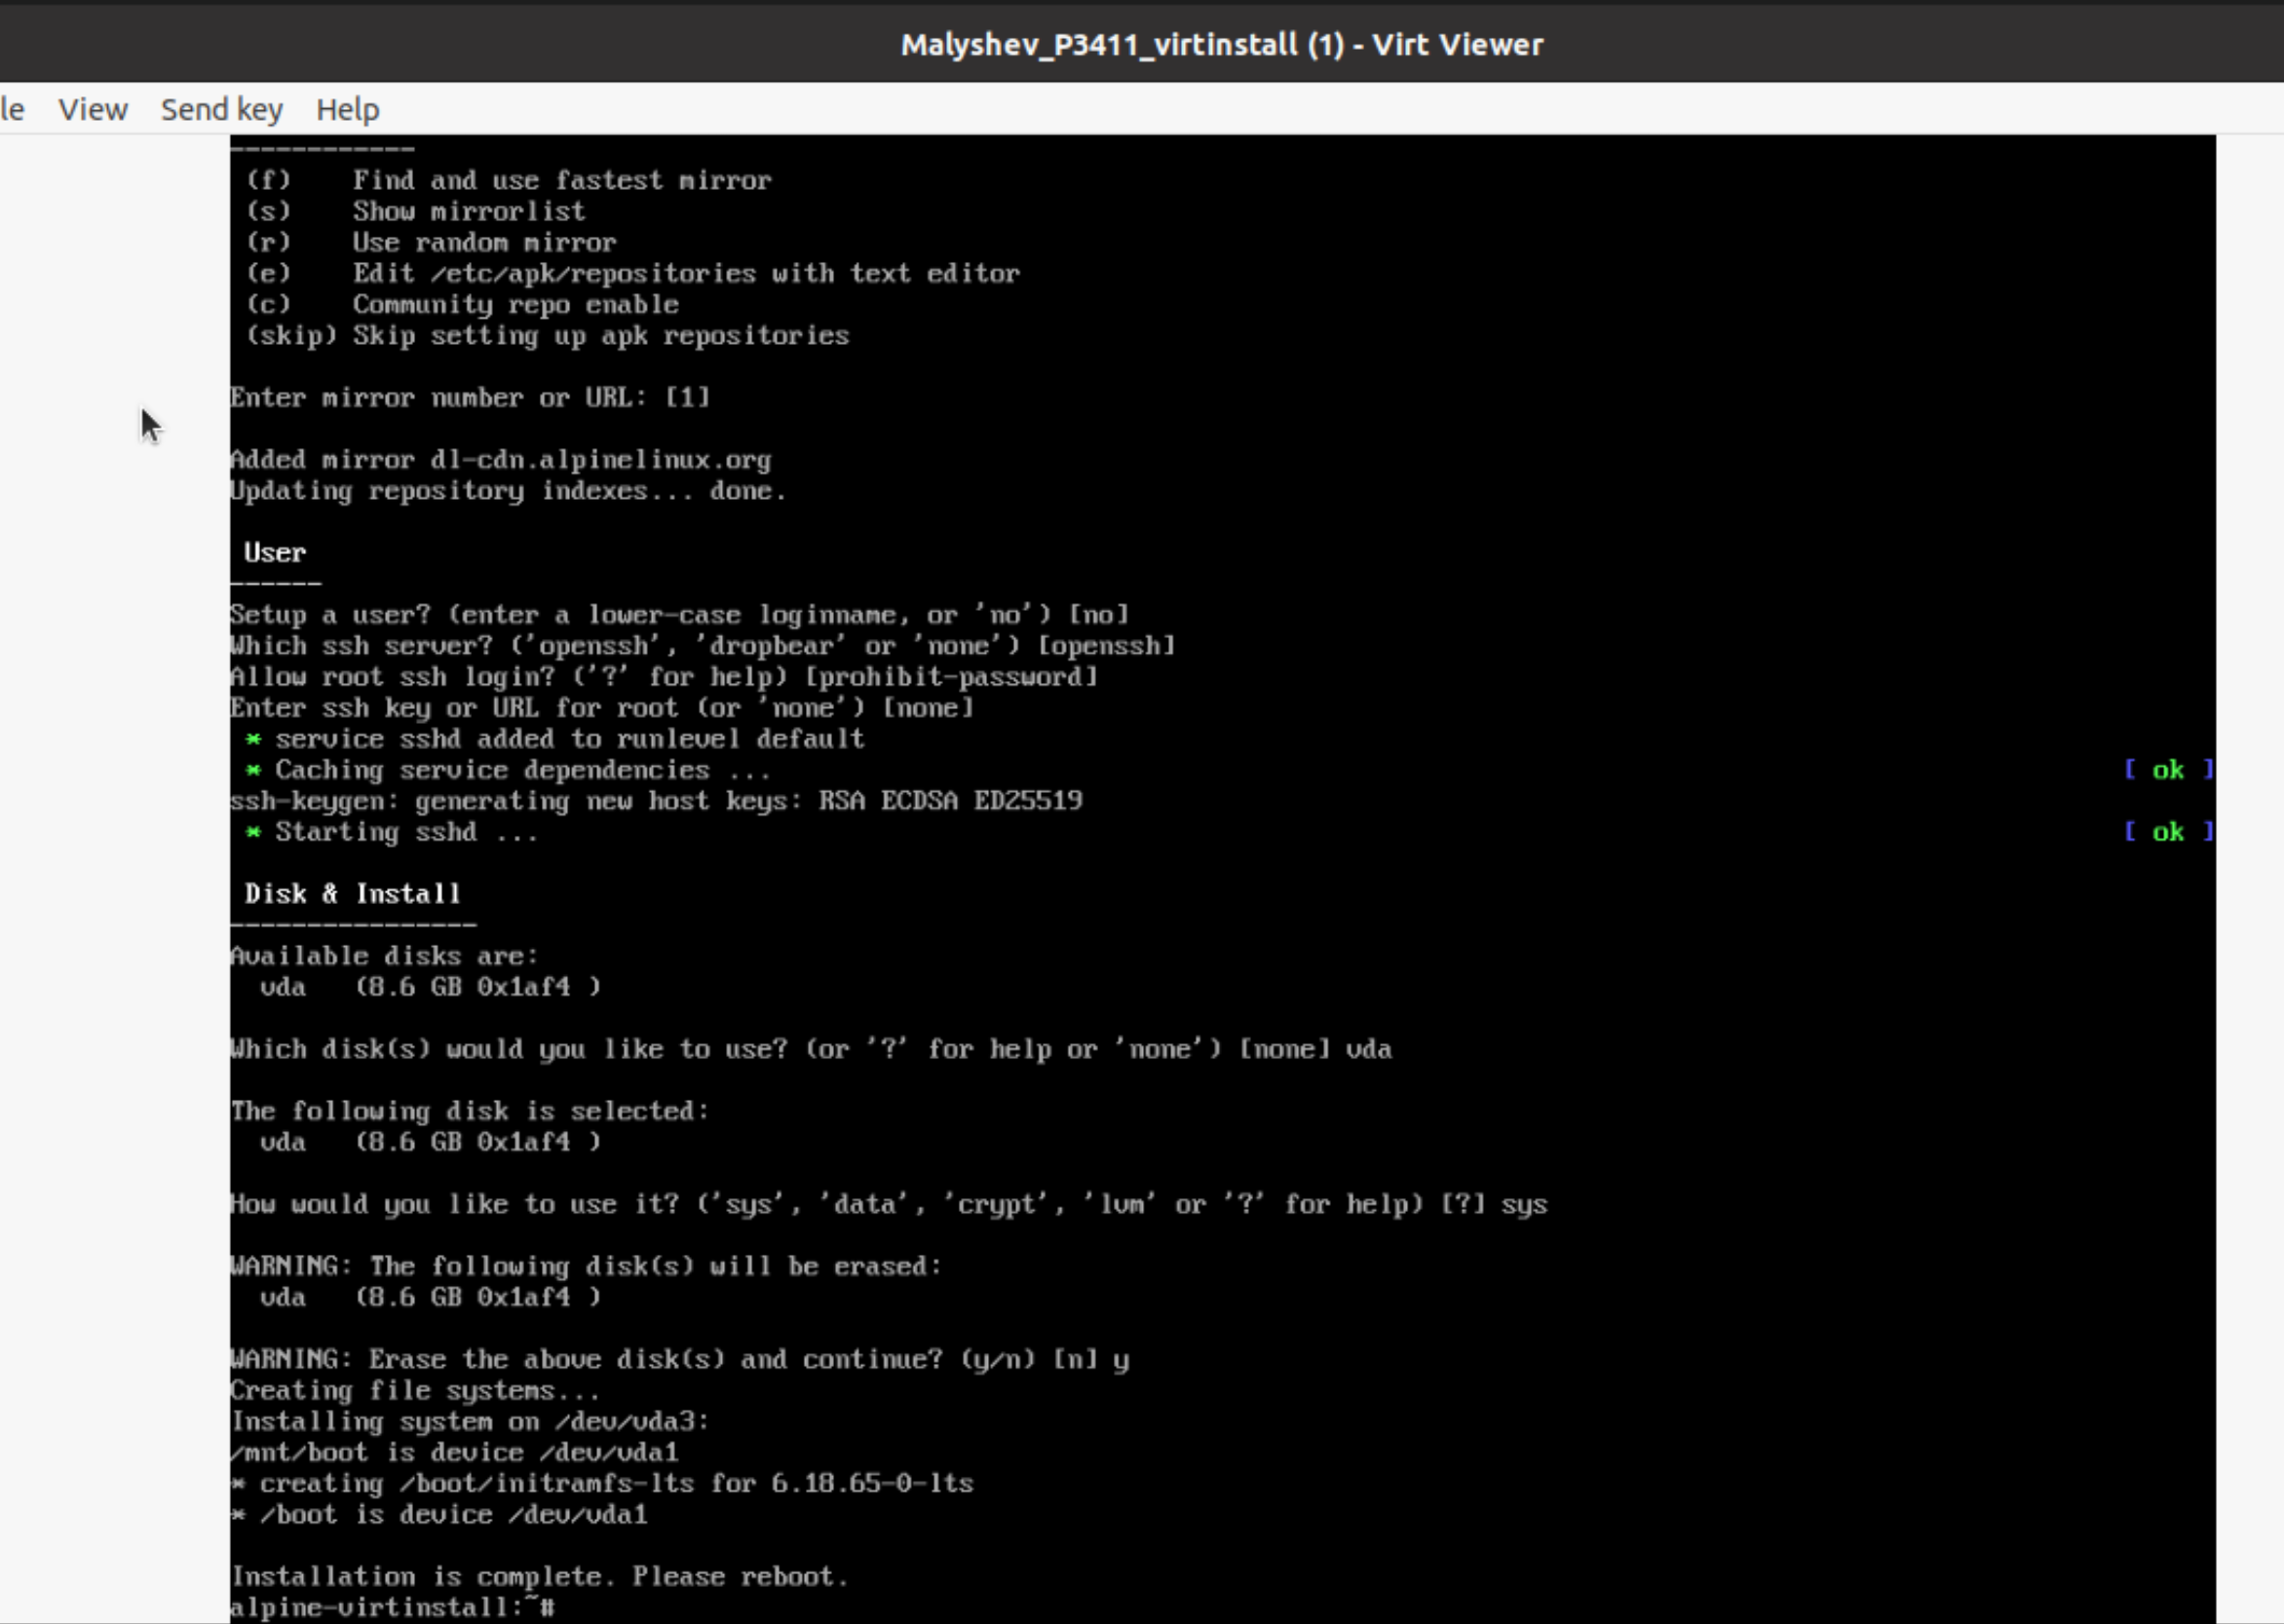 Malyshev_P3411_virtinstall (1) - Virt Viewer
le View Send key Help
------------
(f) Find and use fastest mirror
(s) Show mirrorlist
(r) Use random mirror
(e) Edit /etc/apk/repositories with text editor
(c) Community repo enable
(skip) Skip setting up apk repositories
Enter mirror number or URL: [1]
Added mirror dl-cdn.alpinelinux.org
Updating repository indexes... done.
User
------
Setup a user? (enter a lower-case loginname, or 'no') [no]
Which ssh server? ('openssh', 'dropbear' or 'none') [openssh]
Allow root ssh login? ('?' for help) [prohibit-password]
Enter ssh key or URL for root (or 'none') [none]
* service sshd added to runlevel default
* Caching service dependencies ... [ ok ]
ssh-keygen: generating new host keys: RSA ECDSA ED25519
* Starting sshd ... [ ok ]
Disk & Install
----------------
Available disks are:
vda (8.6 GB 0x1af4 )
Which disk(s) would you like to use? (or '?' for help or 'none') [none] vda
The following disk is selected:
vda (8.6 GB 0x1af4 )
How would you like to use it? ('sys', 'data', 'crypt', 'lvm' or '?' for help) [?] sys
WARNING: The following disk(s) will be erased:
vda (8.6 GB 0x1af4 )
WARNING: Erase the above disk(s) and continue? (y/n) [n] y
Creating file systems...
Installing system on /dev/vda3:
/mnt/boot is device /dev/vda1
* creating /boot/initramfs-lts for 6.18.65-0-lts
* /boot is device /dev/vda1
Installation is complete. Please reboot.
alpine-virtinstall:~#